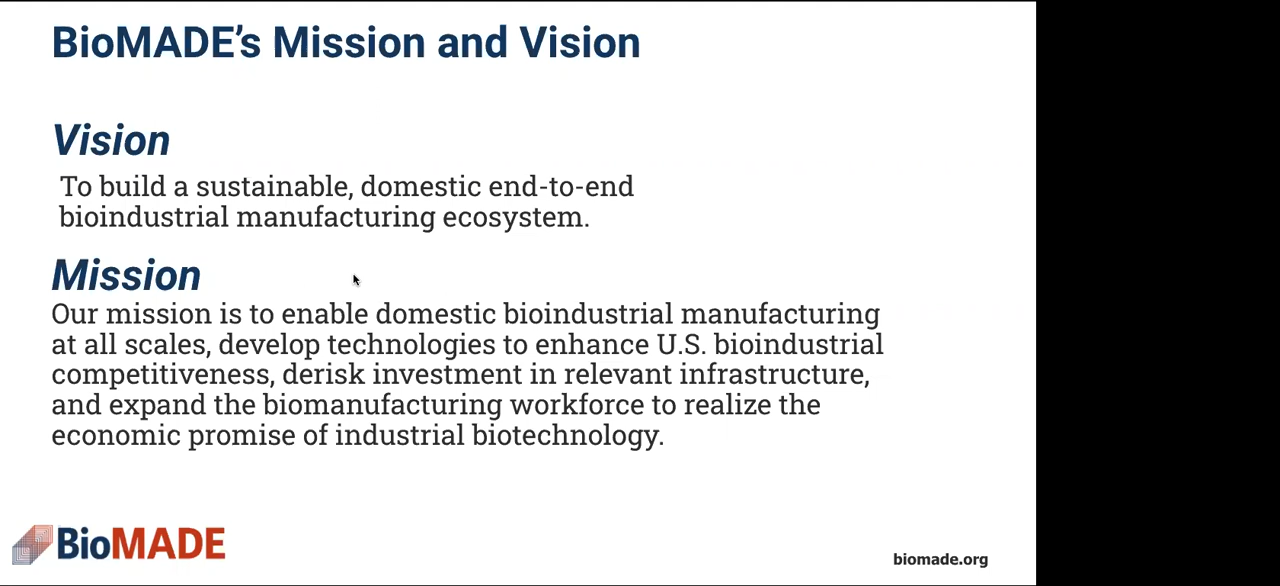 BioMADE’s Mission and Vision
Vision
To build a sustainable, domestic end-to-end
bioindustrial manufacturing ecosystem.
Mission
Our mission is to enable domestic bioindustrial manufacturing
at all scales, develop technologies to enhance U.S. bioindustrial
competitiveness, derisk investment in relevant infrastructure,
and expand the biomanufacturing workforce to realize the
economic promise of industrial biotechnology.
BioMADE
biomade.org